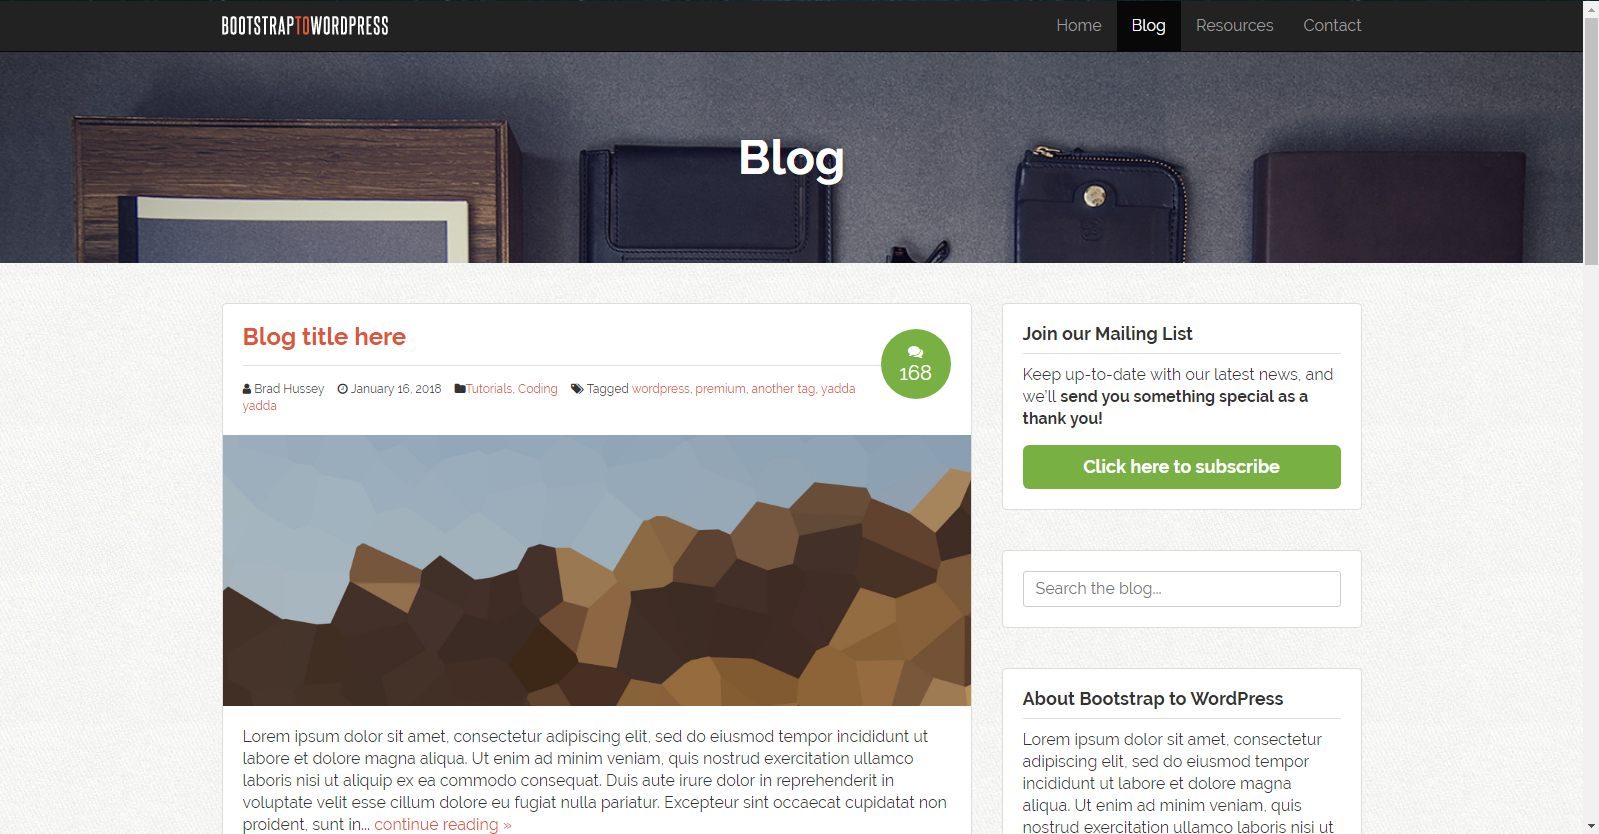 BOOTSTRAPTOWORDPRESS
Home Blog Resources Contact
Blog
Blog title here
168
Brad Hussey January 16, 2018 Tutorials, Coding Tagged wordpress, premium, another tag, yadda
yadda
Lorem ipsum dolor sit amet, consectetur adipiscing elit, sed do eiusmod tempor incididunt ut
labore et dolore magna aliqua. Ut enim ad minim veniam, quis nostrud exercitation ullamco
laboris nisi ut aliquip ex ea commodo consequat. Duis aute irure dolor in reprehenderit in
voluptate velit esse cillum dolore eu fugiat nulla pariatur. Excepteur sint occaecat cupidatat non
proident, sunt in... continue reading »
Join our Mailing List
Keep up-to-date with our latest news, and
we'll send you something special as a
thank you!
Click here to subscribe
Search the blog...
About Bootstrap to WordPress
Lorem ipsum dolor sit amet, consectetur
adipiscing elit, sed do eiusmod tempor
incididunt ut labore et dolore magna
aliqua. Ut enim ad minim veniam, quis
nostrud exercitation ullamco laboris nisi ut